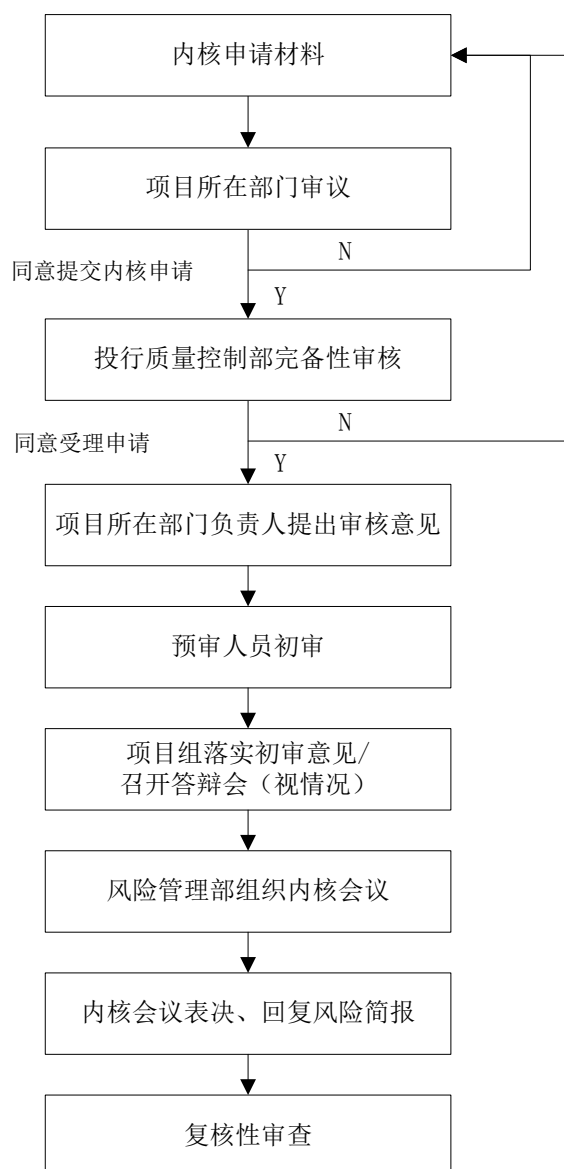 内核申请材料
项目所在部门审议
N
同意提交内核申请
Y
投行质量控制部完备性审核
N
同意受理申请
Y
项目所在部门负责人提出审核意见
预审人员初审
项目组落实初审意见/
召开答辩会（视情况）
风险管理部组织内核会议
内核会议表决、回复风险简报
复核性审查